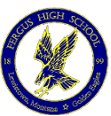 FERGUS HIGH SCHOOL
18 99
Lewistown, Montana ☆ Golden Eagles